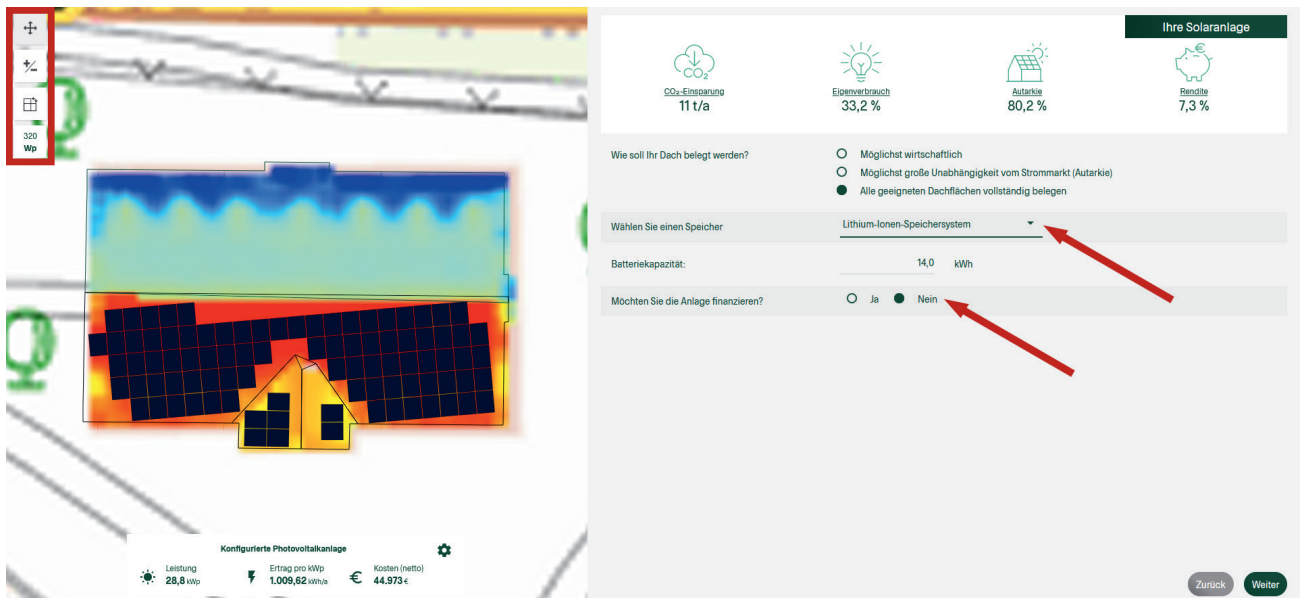 320
Wp
Konfigurierte Photovoltaikanlage
Leistung
28,8 kWp
Ertrag pro kWp
1.009,62 kWh/a
Kosten (netto)
44.973 €
Ihre Solaranlage
CO₂
CO₂-Einsparung
11 t/a
Eigenverbrauch
33,2 %
Autarkie
80,2 %
€
Rendite
7,3 %
Wie soll Ihr Dach belegt werden?
Möglichst wirtschaftlich
Möglichst große Unabhängigkeit vom Strommarkt (Autarkie)
Alle geeigneten Dachflächen vollständig belegen
Wählen Sie einen Speicher
Lithium-Ionen-Speichersystem
Batteriekapazität:
14,0 kWh
Möchten Sie die Anlage finanzieren?
Ja
Nein
Zurück
Weiter